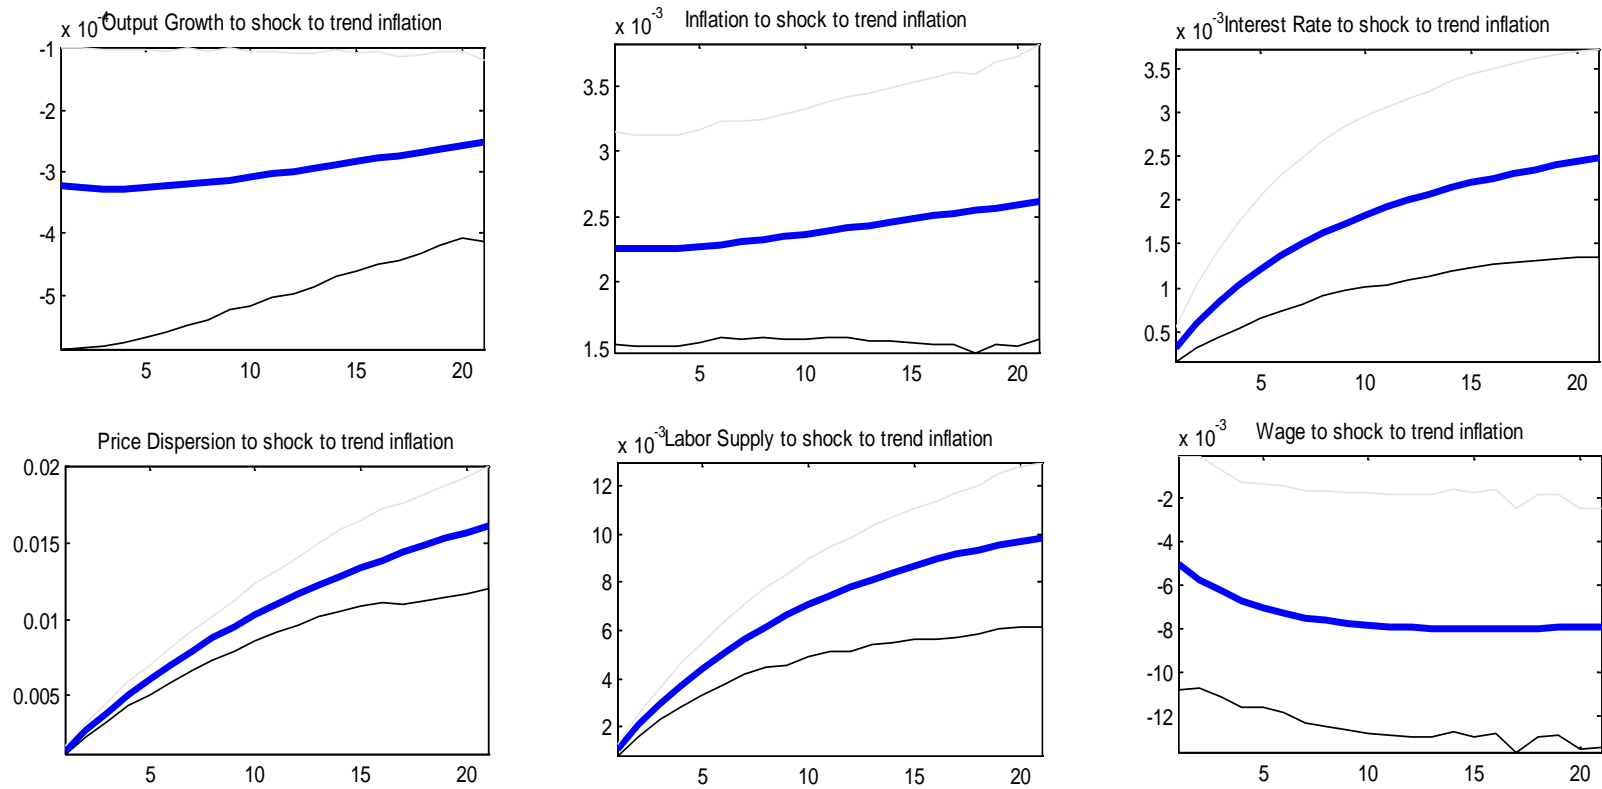 x 10-4
Output Growth to shock to trend inflation
-1
-2
-3
-4
-5
5 10 15 20
x 10-3
Inflation to shock to trend inflation
3.5
3
2.5
2
1.5
5 10 15 20
x 10-3
Interest Rate to shock to trend inflation
3.5
3
2.5
2
1.5
1
0.5
5 10 15 20
Price Dispersion to shock to trend inflation
0.02
0.015
0.01
0.005
5 10 15 20
x 10-3
Labor Supply to shock to trend inflation
12
10
8
6
4
2
5 10 15 20
x 10-3
Wage to shock to trend inflation
-2
-4
-6
-8
-10
-12
5 10 15 20